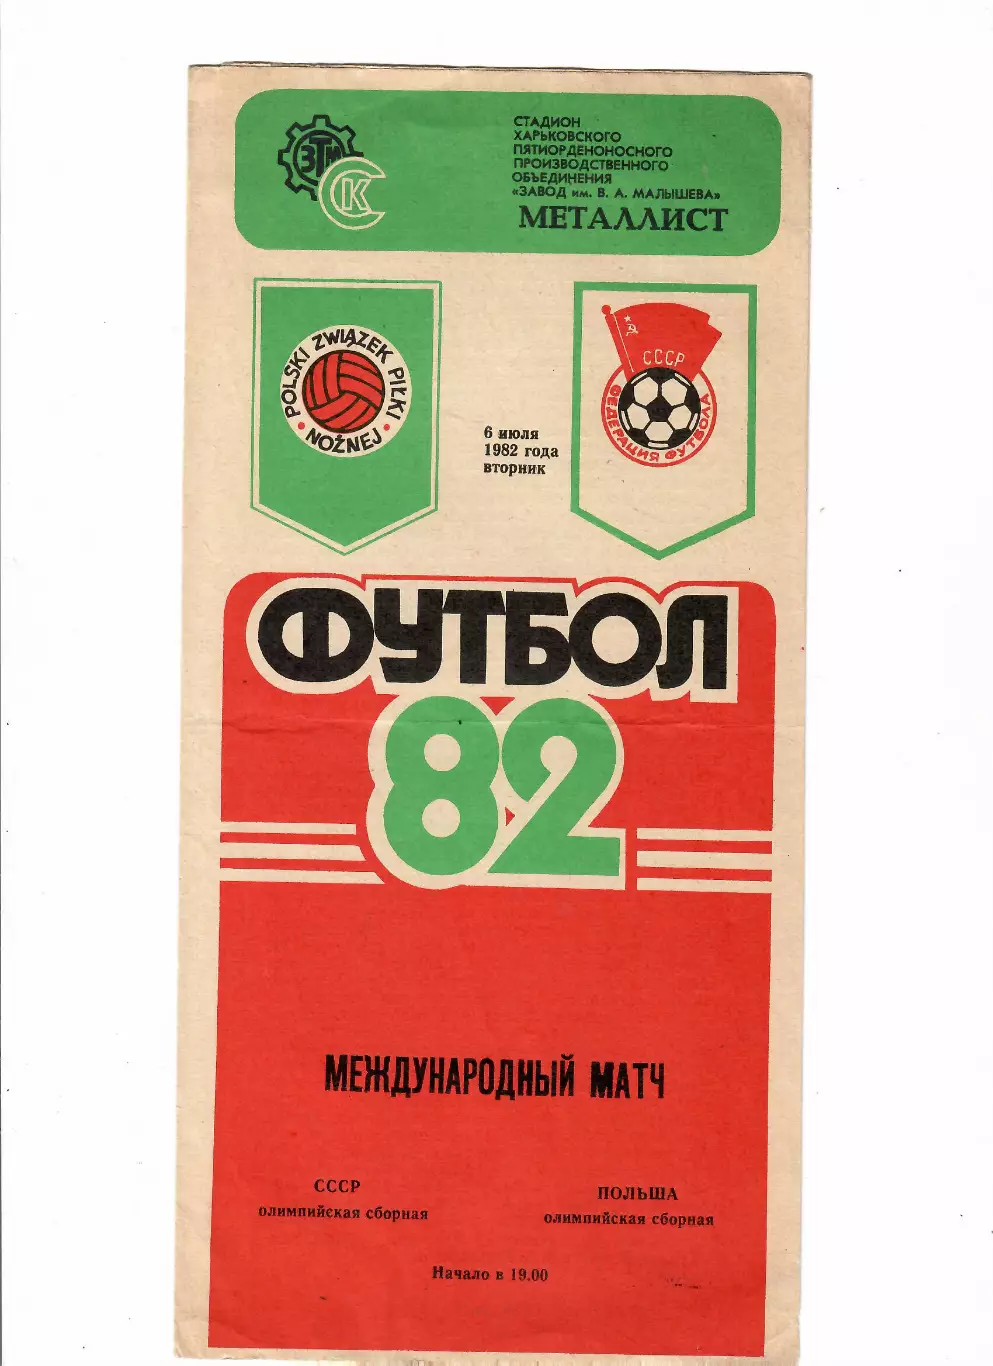 ЗТМ
СК
СТАДИОН
ХАРЬКОВСКОГО
ПЯТИОРДЕНОНОСНОГО
ПРОИЗВОДСТВЕННОГО
ОБЪЕДИНЕНИЯ
«ЗАВОД им. В. А. МАЛЫШЕВА»
МЕТАЛЛИСТ
POLSKI ZWIĄZEK PIŁKI
• NOŻNEJ •
СССР
ФЕДЕРАЦИЯ ФУТБОЛА
6 июля
1982 года
вторник
ФУТБОЛ
82
МЕЖДУНАРОДНЫЙ МАТЧ
СССР
олимпийская сборная
ПОЛЬША
олимпийская сборная
Начало в 19.00